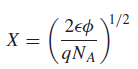 X = ( 2ϵϕ / qN_A )^1/2